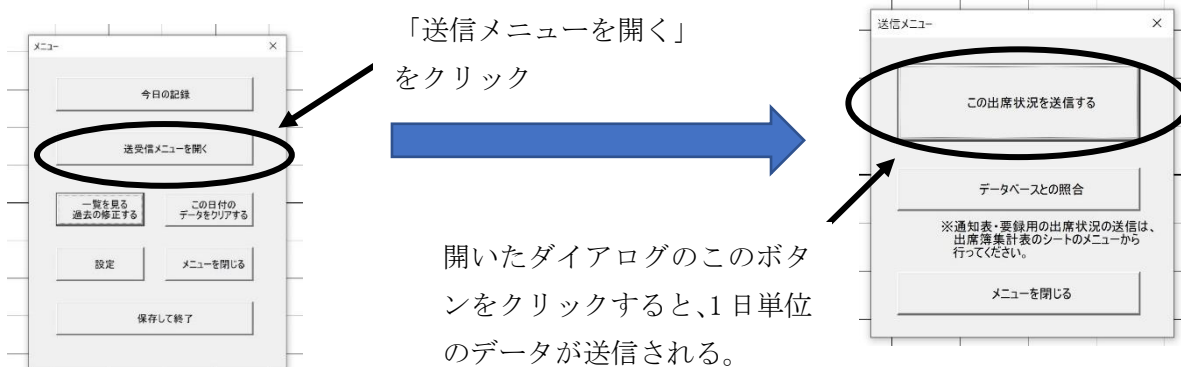 メニュー
今日の記録
送受信メニューを開く
一覧を見る
過去の修正する
この日付の
データをクリアする
設定
メニューを閉じる
保存して終了
「送信メニューを開く」
をクリック
開いたダイアログのこのボタ
ンをクリックすると、1日単位
のデータが送信される。
送信メニュー
この出席状況を送信する
データベースとの照合
※通知表・要録用の出席状況の送信は、
出席簿集計表のシートのメニューから
行ってください。
メニューを閉じる